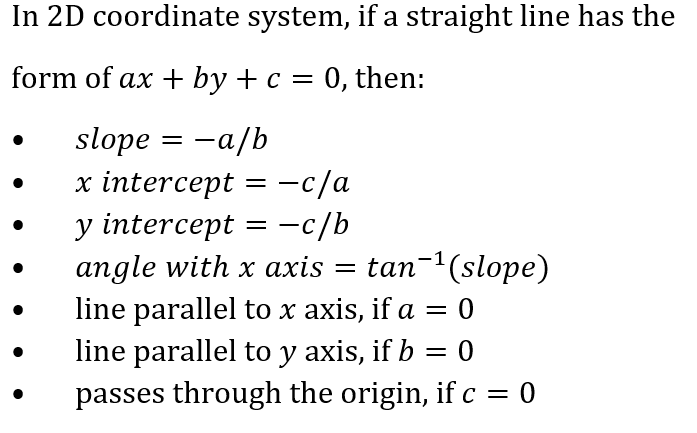 In 2D coordinate system, if a straight line has the
form of ax + by + c = 0, then:
• slope = −a/b
• x intercept = −c/a
• y intercept = −c/b
• angle with x axis = tan⁻¹(slope)
• line parallel to x axis, if a = 0
• line parallel to y axis, if b = 0
• passes through the origin, if c = 0